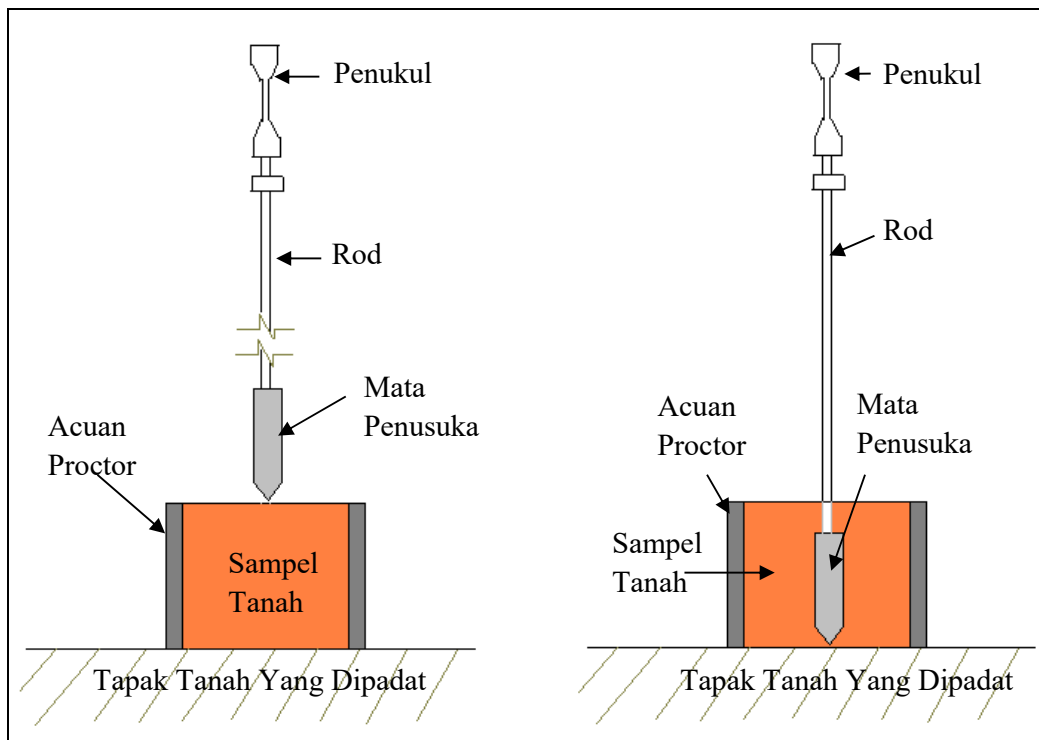 Penukul
Rod
Mata
Penusuka
Acuan
Proctor
Sampel
Tanah
Tapak Tanah Yang Dipadat
Penukul
Rod
Mata
Penusuka
Acuan
Proctor
Sampel
Tanah
Tapak Tanah Yang Dipadat